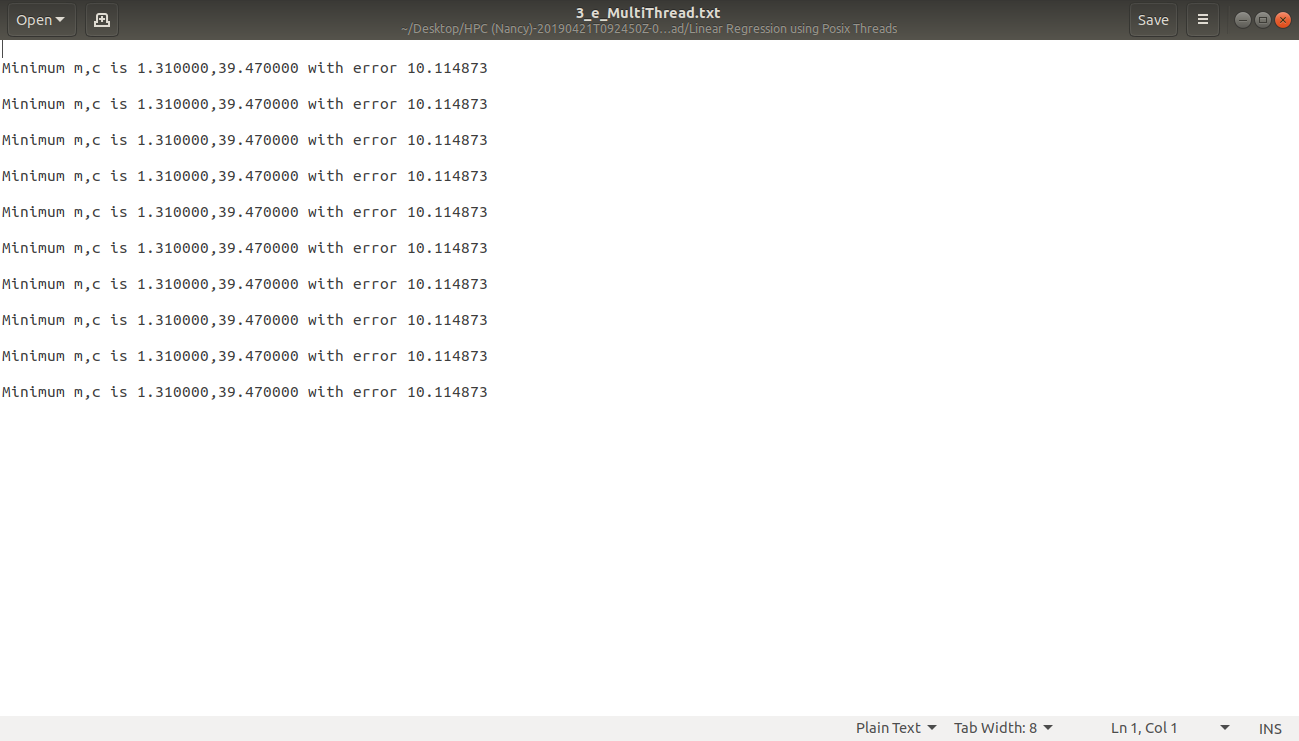 Open
3_e_MultiThread.txt
~/Desktop/HPC (Nancy)-20190421T092450Z-0...ad/Linear Regression using Posix Threads
Save
Minimum m,c is 1.310000,39.470000 with error 10.114873
Minimum m,c is 1.310000,39.470000 with error 10.114873
Minimum m,c is 1.310000,39.470000 with error 10.114873
Minimum m,c is 1.310000,39.470000 with error 10.114873
Minimum m,c is 1.310000,39.470000 with error 10.114873
Minimum m,c is 1.310000,39.470000 with error 10.114873
Minimum m,c is 1.310000,39.470000 with error 10.114873
Minimum m,c is 1.310000,39.470000 with error 10.114873
Minimum m,c is 1.310000,39.470000 with error 10.114873
Minimum m,c is 1.310000,39.470000 with error 10.114873
Plain Text Tab Width: 8 Ln 1, Col 1 INS